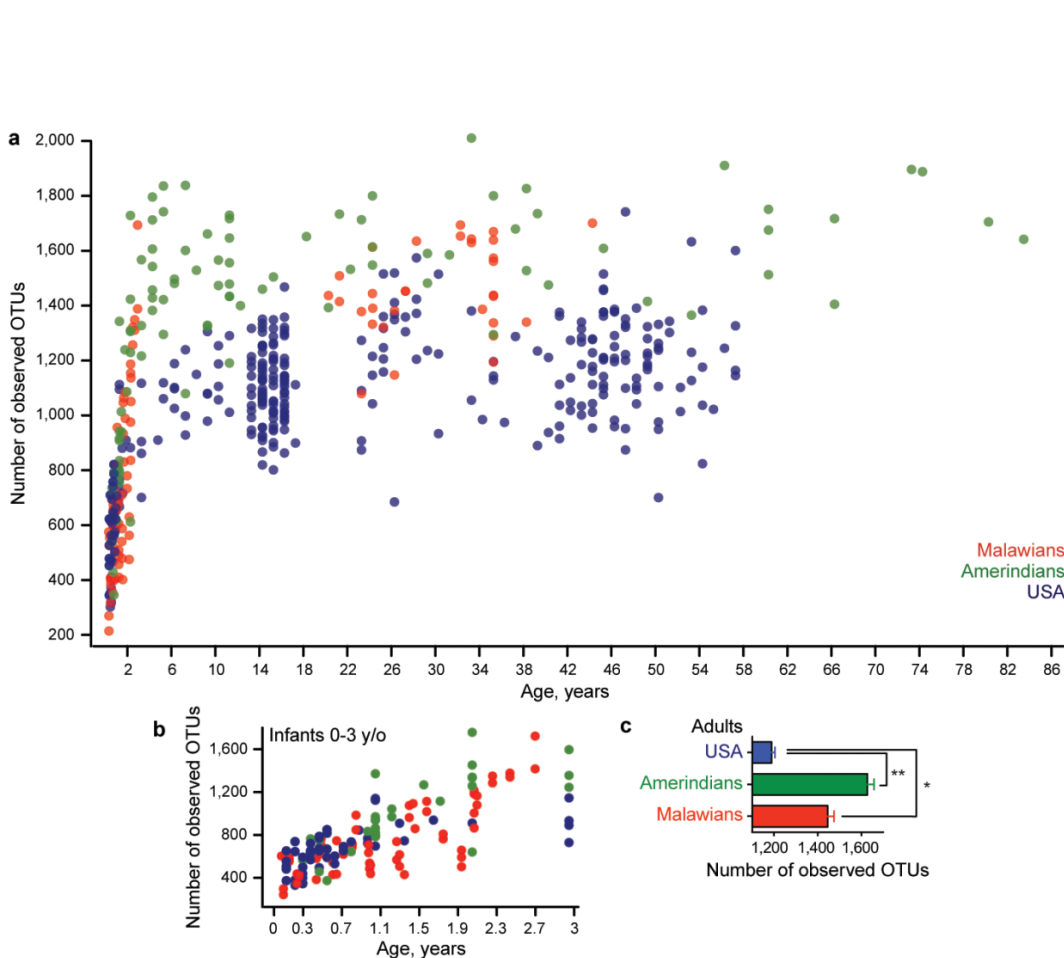 a
2,000
1,800
1,600
1,400
1,200
1,000
800
600
400
200
Number of observed OTUs
Malawians
Amerindians
USA
2 6 10 14 18 22 26 30 34 38 42 46 50 54 58 62 66 70 74 78 82 86
Age, years
b
Infants 0-3 y/o
1,600
1,200
800
400
Number of observed OTUs
0 0.3 0.7 1.1 1.5 1.9 2.3 2.7 3
Age, years
c
Adults
USA
Amerindians
Malawians
**
*
1,200 1,400 1,600
Number of observed OTUs